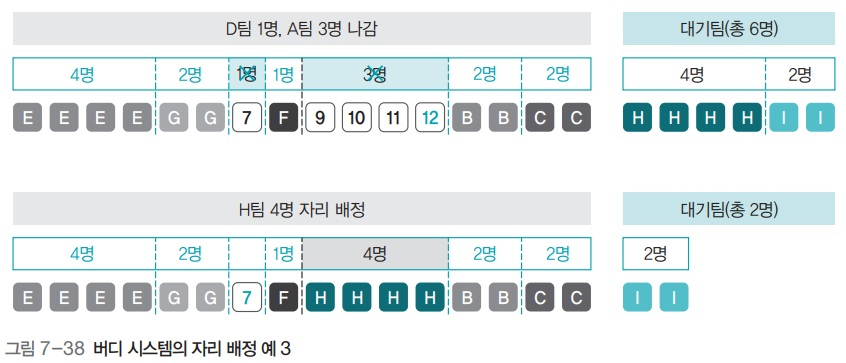 D팀 1명, A팀 3명 나감
대기팀(총 6명)
4명 2명 1명 1명 3명 2명 2명
4명 2명
E E E E G G 7 F 9 10 11 12 B B C C
H H H H I I
H팀 4명 자리 배정
대기팀(총 2명)
4명 2명 1명 4명 2명 2명
2명
E E E E G G 7 F H H H H B B C C
I I
그림 7-38 버디 시스템의 자리 배정 예 3